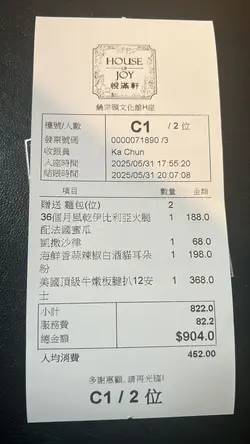 HOUSE
OF
JOY
悅滿軒
饒宗頤文化館H座
檯號/人數 C1 / 2 位
發票號碼 0000071890 /3
收銀員 Ka Chun
入座時間 2025/05/31 17:55:20
結賬時間 2025/05/31 20:07:08
項目 數量 金額
贈送 麵包(位) 2
36個月風乾伊比利亞火腿 1 188.0
配法國蜜瓜
凱撒沙律 1 68.0
海鮮香蒜辣椒白酒貓耳朵 1 198.0
粉
美國頂級牛嫩板腱扒12安 1 368.0
士
小計 822.0
服務費 82.2
總金額 $904.0
人均消費 452.00
多謝惠顧, 請再光臨!
C1 / 2 位